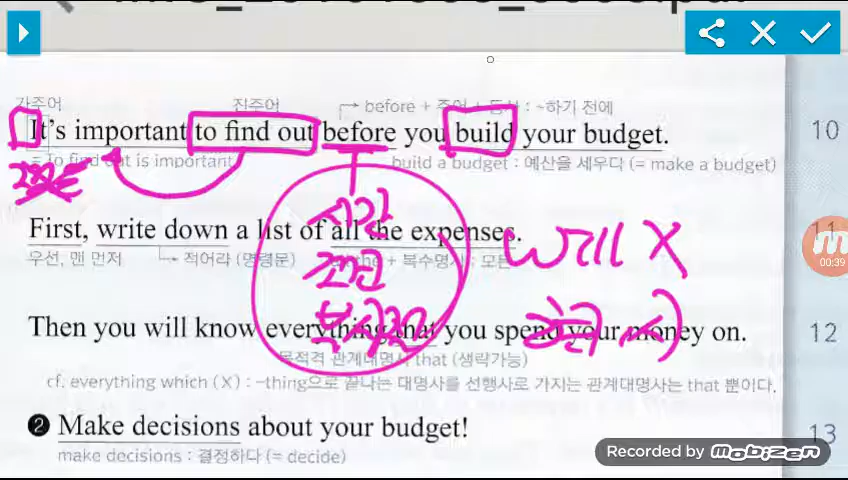 가주어 진주어 before + 주어 + 동사 : ~하기 전에
It's important to find out before you build your budget. 10
= To find out is important build a budget : 예산을 세우다 (= make a budget)
시간
First, write down a list of all the expenses. 11
will X
우선, 맨 먼저 적어라 (명령문) the + 복수명사 : 모든
조건
부사절
Then you will know everything that you spend your money on. 12
목적격 관계대명사 that (생략가능)
cf. everything which (X) : -thing으로 끝나는 대명사를 선행사로 가지는 관계대명사는 that 뿐이다.
❷ Make decisions about your budget! 13
make decisions : 결정하다 (= decide)
00:39
Recorded by MOBIZEN